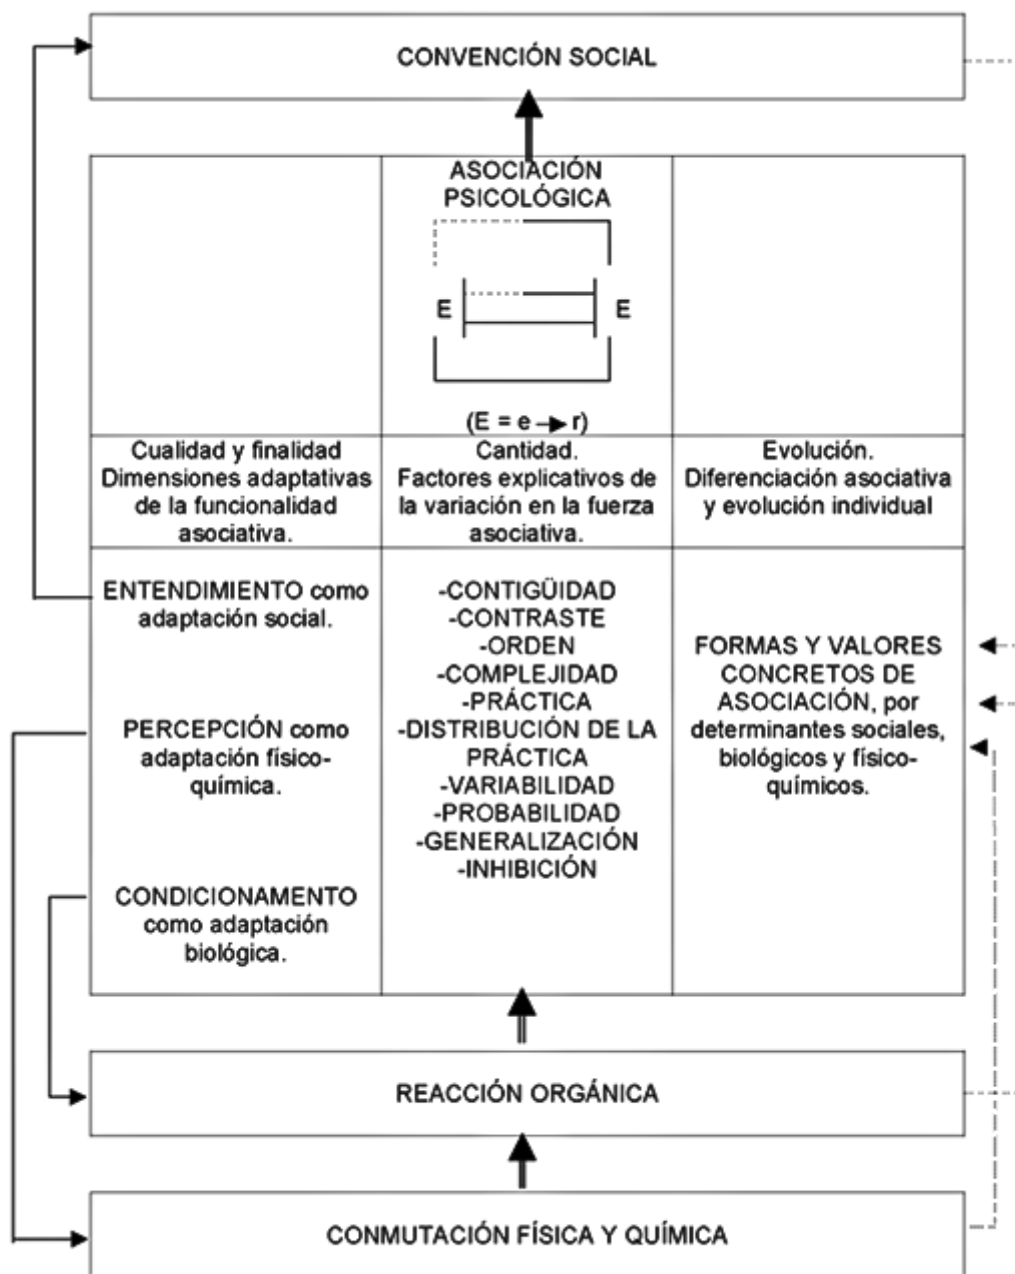 CONVENCIÓN SOCIAL
ASOCIACIÓN
PSICOLÓGICA
E
E
(E = e → r)
Cualidad y finalidad
Dimensiones adaptativas
de la funcionalidad
asociativa.
Cantidad.
Factores explicativos de
la variación en la fuerza
asociativa.
Evolución.
Diferenciación asociativa
y evolución individual
ENTENDIMIENTO como
adaptación social.
PERCEPCIÓN como
adaptación físico-
química.
CONDICIONAMENTO
como adaptación
biológica.
-CONTIGÜIDAD
-CONTRASTE
-ORDEN
-COMPLEJIDAD
-PRÁCTICA
-DISTRIBUCIÓN DE LA
PRÁCTICA
-VARIABILIDAD
-PROBABILIDAD
-GENERALIZACIÓN
-INHIBICIÓN
FORMAS Y VALORES
CONCRETOS DE
ASOCIACIÓN, por
determinantes sociales,
biológicos y físico-
químicos.
REACCIÓN ORGÁNICA
CONMUTACIÓN FÍSICA Y QUÍMICA